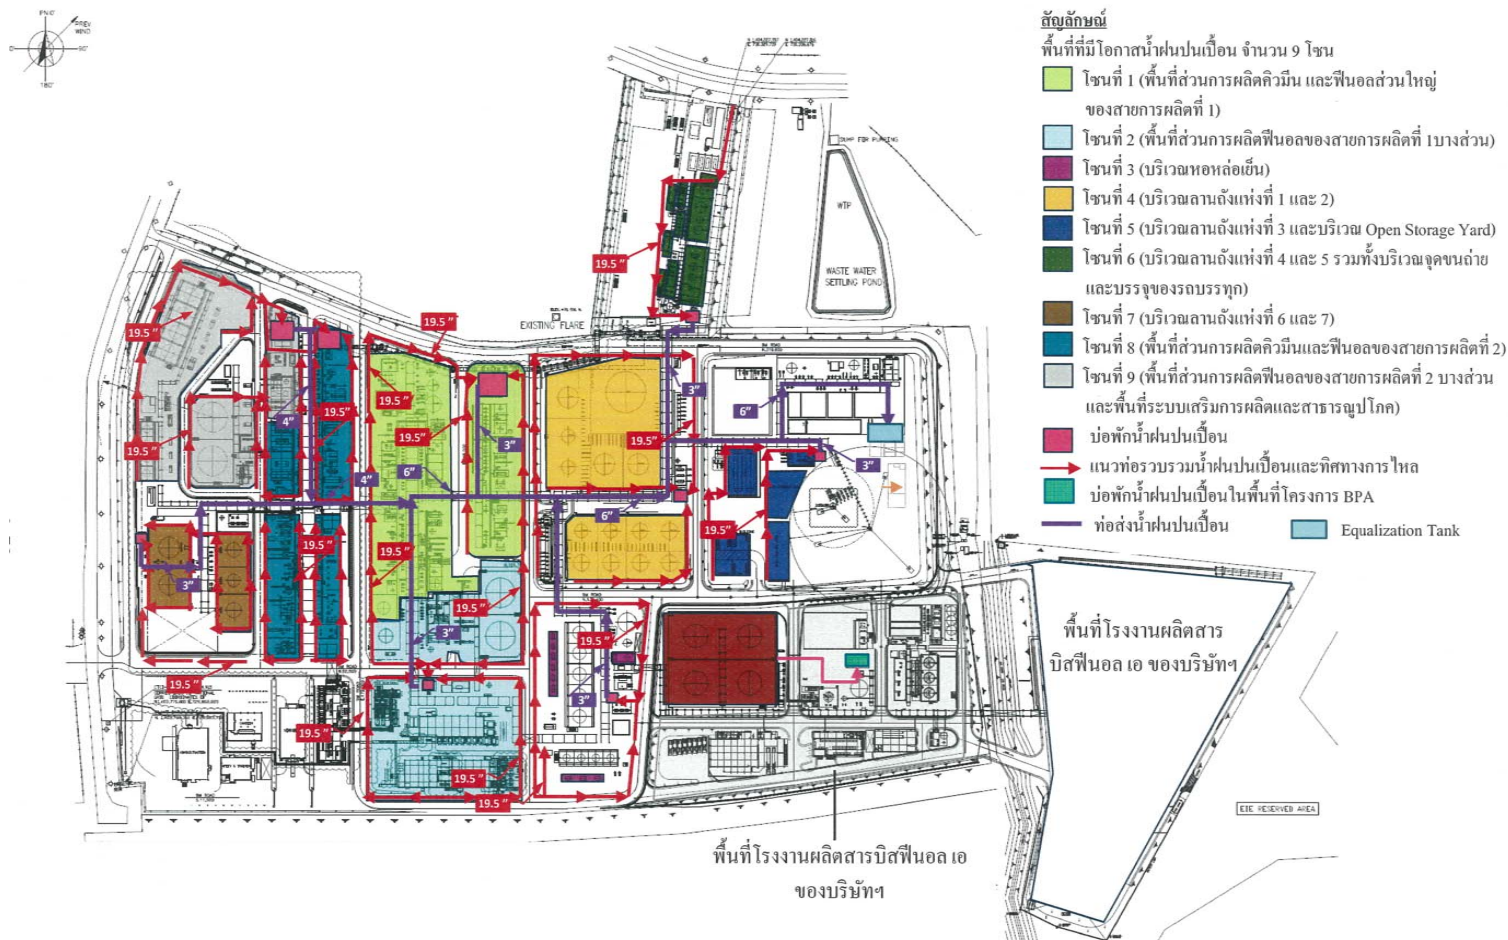 สัญลักษณ์
พื้นที่ที่มีโอกาสน้ำฝนปนเปื้อน จำนวน 9 โซน
โซนที่ 1 (พื้นที่ส่วนการผลิตคิวมีน และฟีนอลส่วนใหญ่
ของสายการผลิตที่ 1)
โซนที่ 2 (พื้นที่ส่วนการผลิตฟีนอลของสายการผลิตที่ 1บางส่วน)
โซนที่ 3 (บริเวณหอหล่อเย็น)
โซนที่ 4 (บริเวณลานถังแห่งที่ 1 และ 2)
โซนที่ 5 (บริเวณลานถังแห่งที่ 3 และบริเวณ Open Storage Yard)
โซนที่ 6 (บริเวณลานถังแห่งที่ 4 และ 5 รวมทั้งบริเวณจุดขนถ่าย
และบรรจุของรถบรรทุก)
โซนที่ 7 (บริเวณลานถังแห่งที่ 6 และ 7)
โซนที่ 8 (พื้นที่ส่วนการผลิตคิวมีนและฟีนอลของสายการผลิตที่ 2)
โซนที่ 9 (พื้นที่ส่วนการผลิตฟีนอลของสายการผลิตที่ 2 บางส่วน
และพื้นที่ระบบเสริมการผลิตและสาธารณูปโภค)
บ่อพักน้ำฝนปนเปื้อน
แนวท่อรวบรวมน้ำฝนปนเปื้อนและทิศทางการไหล
บ่อพักน้ำฝนปนเปื้อนในพื้นที่โครงการ BPA
ท่อส่งน้ำฝนปนเปื้อน
Equalization Tank
PREV
WIND
SUMP FOR PUMPING
WTP
WASTE WATER
SETTLING POND
EXISTING FLARE
19.5 "
19.5 "
19.5 "
19.5 "
3"
19.5 "
6"
4"
19.5 "
19.5 "
3"
19.5 "
19.5 "
6"
4"
3"
6"
19.5 "
19.5 "
19.5 "
3"
19.5 "
3"
19.5 "
19.5 "
3"
19.5 "
19.5 "
19.5 "
พื้นที่โรงงานผลิตสาร
บิสฟีนอล เอ ของบริษัทฯ
พื้นที่โรงงานผลิตสารบิสฟีนอล เอ
ของบริษัทฯ
EIE RESERVED AREA